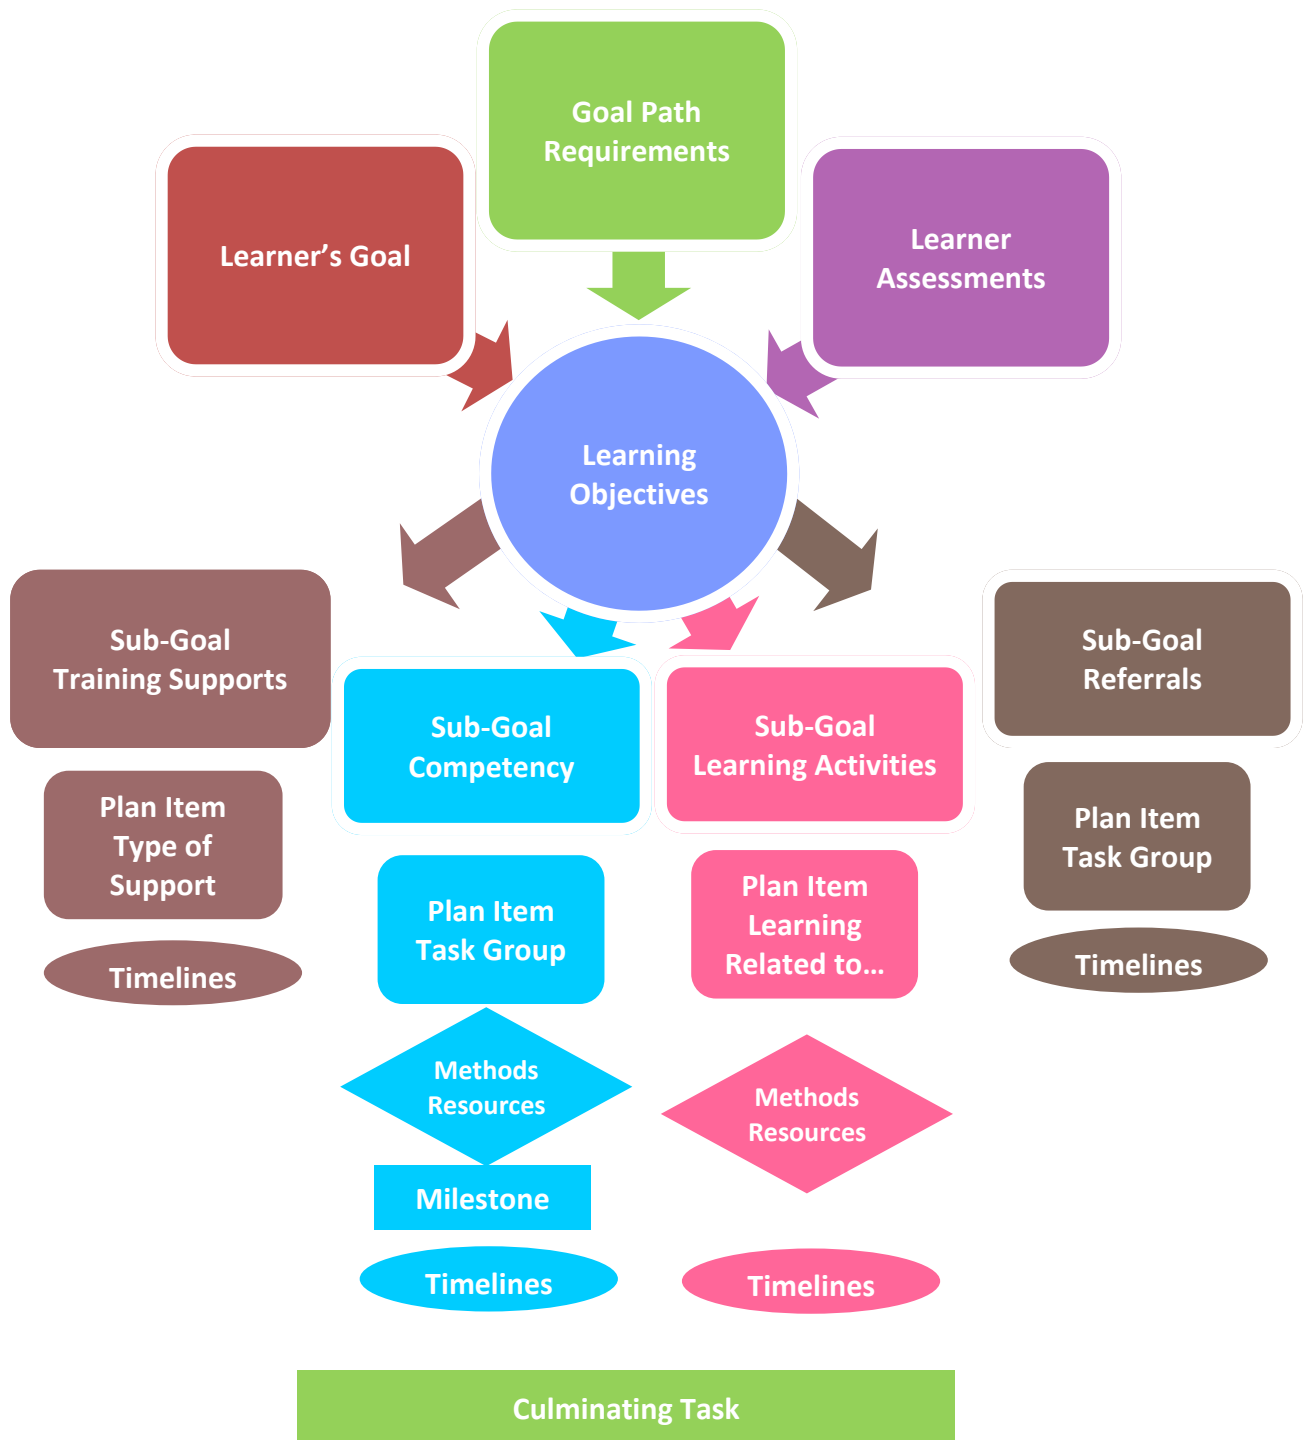 Goal Path
Requirements
Learner’s Goal
Learner
Assessments
Learning
Objectives
Sub-Goal
Training Supports
Sub-Goal
Competency
Sub-Goal
Learning Activities
Sub-Goal
Referrals
Plan Item
Type of
Support
Timelines
Plan Item
Task Group
Methods
Resources
Milestone
Timelines
Plan Item
Learning
Related to…
Methods
Resources
Timelines
Plan Item
Task Group
Timelines
Culminating Task